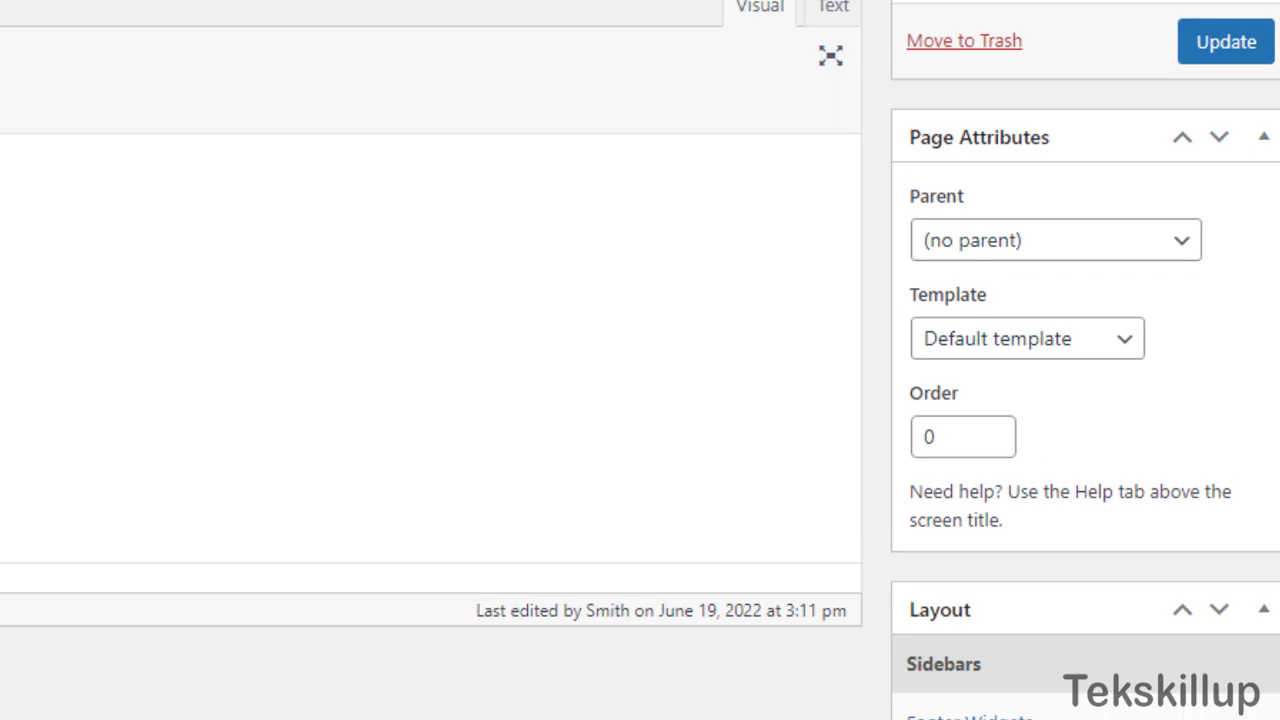 Visual Text
Move to Trash Update
Page Attributes
Parent
(no parent)
Template
Default template
Order
0
Need help? Use the Help tab above the
screen title.
Last edited by Smith on June 19, 2022 at 3:11 pm
Layout
Sidebars
Tekskillup
Footer Widgets